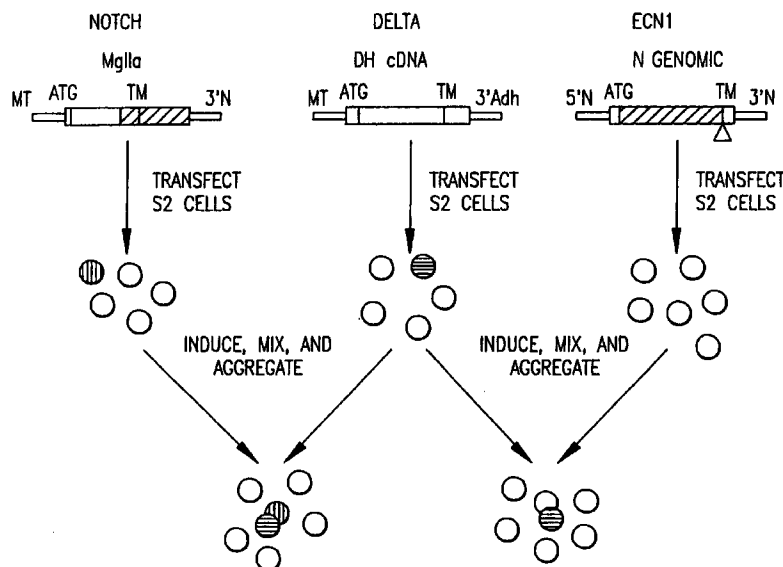 NOTCH
MgIIa
MT ATG TM 3'N
TRANSFECT
S2 CELLS
DELTA
DH cDNA
MT ATG TM 3'Adh
TRANSFECT
S2 CELLS
ECN1
N GENOMIC
5'N ATG TM 3'N
TRANSFECT
S2 CELLS
INDUCE, MIX, AND
AGGREGATE
INDUCE, MIX, AND
AGGREGATE